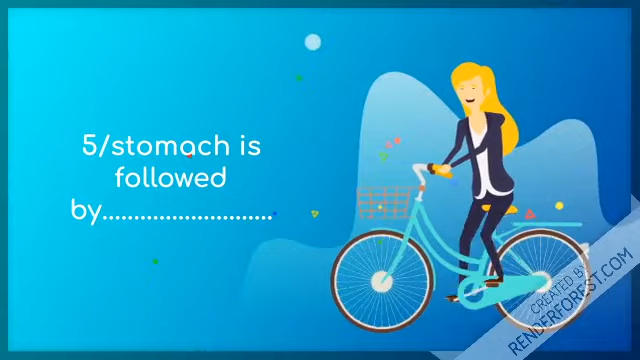 5/stomach is
followed
by...........................
CREATED BY
RENDERFOREST.COM